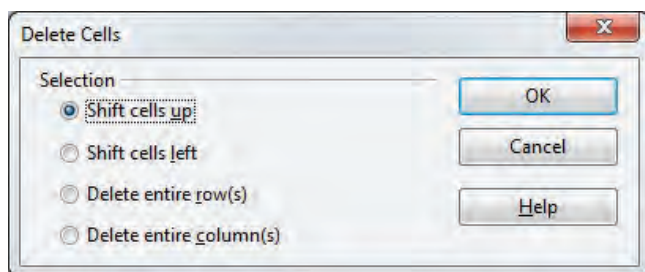 Delete Cells
Selection
Shift cells up
Shift cells left
Delete entire row(s)
Delete entire column(s)
OK
Cancel
Help